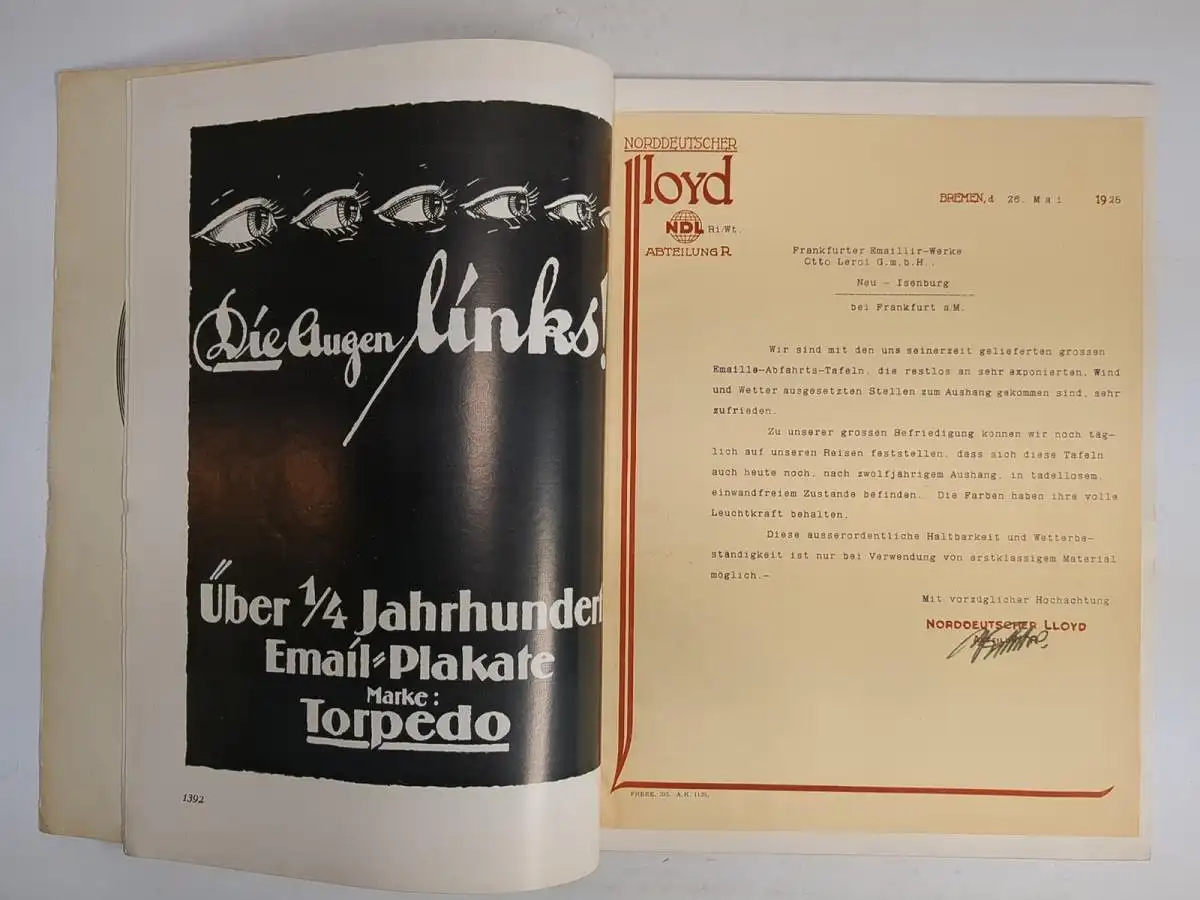 Die Augen links!
Über 1/4 Jahrhundert
Email-Plakate
Marke:
Torpedo
1392
NORDDEUTSCHER
Lloyd
NDL Ri/Wt.
ABTEILUNG R
BREMEN, d 26. Mai 1925
Frankfurter Emaillir-Werke
Otto Leroi G.m.b.H.,
Neu - Isenburg
bei Frankfurt a/M.
Wir sind mit den uns seinerzeit gelieferten grossen
Emaille-Abfahrts-Tafeln, die restlos an sehr exponierten, Wind
und Wetter ausgesetzten Stellen zum Aushang gekommen sind, sehr
zufrieden.
Zu unserer grossen Befriedigung können wir noch täg-
lich auf unseren Reisen feststellen, dass sich diese Tafeln
auch heute noch, nach zwolfjährigem Aushang, in tadellosem,
einwandfreiem Zustande befinden. Die Farben haben ihre volle
Leuchtkraft behalten.
Diese ausserordentliche Haltbarkeit und Wetterbe-
ständigkeit ist nur bei Verwendung von erstklassigem Material
möglich.-
Mit vorzüglicher Hochachtung
NORDDEUTSCHER LLOYD